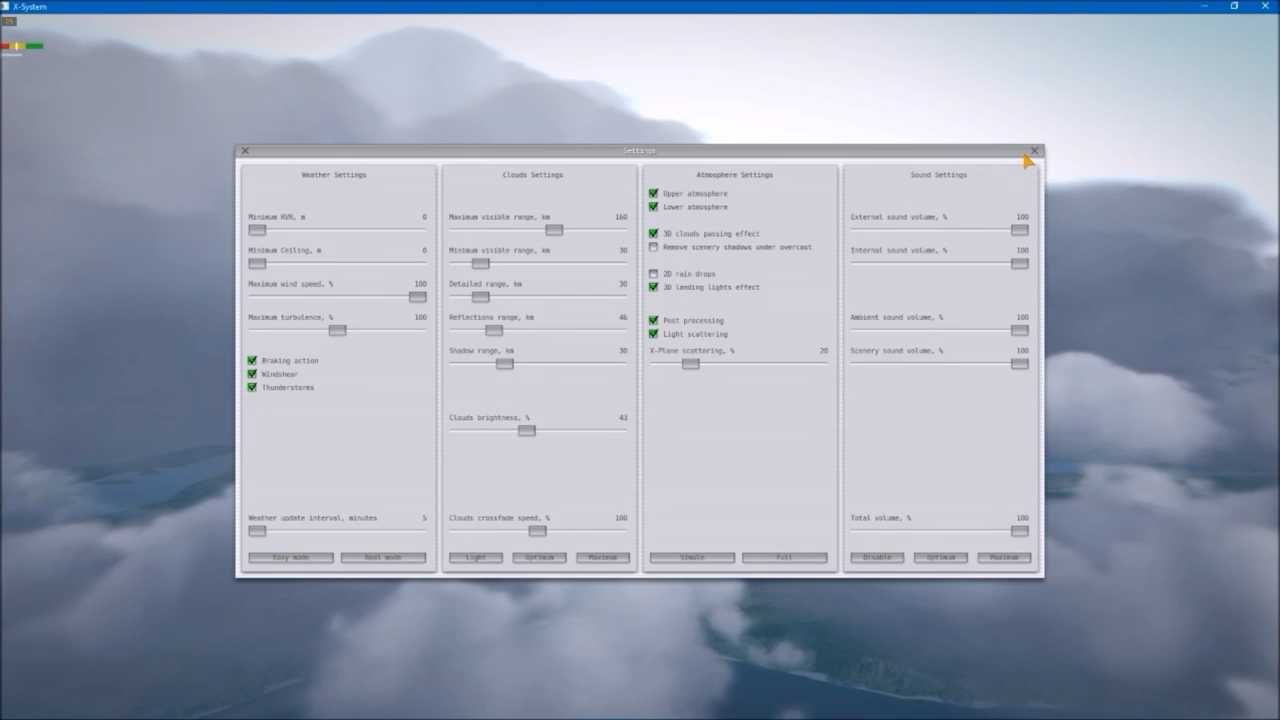 X-System
25
Settings
Weather Settings
Minimum RVR, m 0
Minimum Ceiling, m 0
Maximum wind speed, % 100
Maximum turbulence, % 100
Braking action
Windshear
Thunderstorms
Weather update interval, minutes 5
Easy mode Real mode
Clouds Settings
Maximum visible range, km 160
Minimum visible range, km 30
Detailed range, km 30
Reflections range, km 46
Shadow range, km 30
Clouds brightness, % 43
Clouds crossfade speed, % 100
Light Optimum Maximum
Atmosphere Settings
Upper atmosphere
Lower atmosphere
3D clouds passing effect
Remove scenery shadows under overcast
2D rain drops
3D landing lights effect
Post processing
Light scattering
X-Plane scattering, % 20
Simple Full
Sound Settings
External sound volume, % 100
Internal sound volume, % 100
Ambient sound volume, % 100
Scenery sound volume, % 100
Total volume, % 100
Disable Optimum Maximum